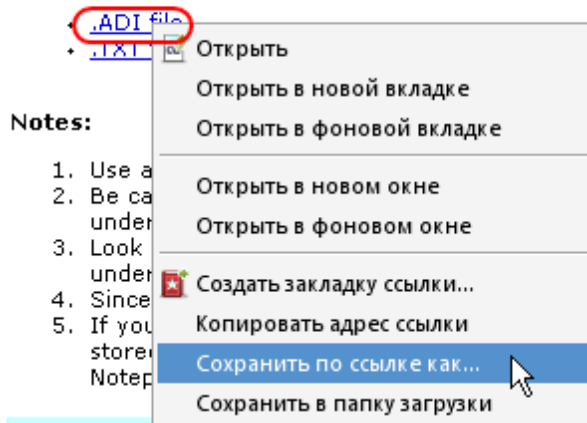 .ADI file
.TXT
Открыть
Открыть в новой вкладке
Открыть в фоновой вкладке
Notes:
Открыть в новом окне
Открыть в фоновом окне
1. Use a
2. Be ca
under
3. Look
under
4. Since
5. If you
store
Notep
Создать закладку ссылки...
Копировать адрес ссылки
Сохранить по ссылке как...
Сохранить в папку загрузки